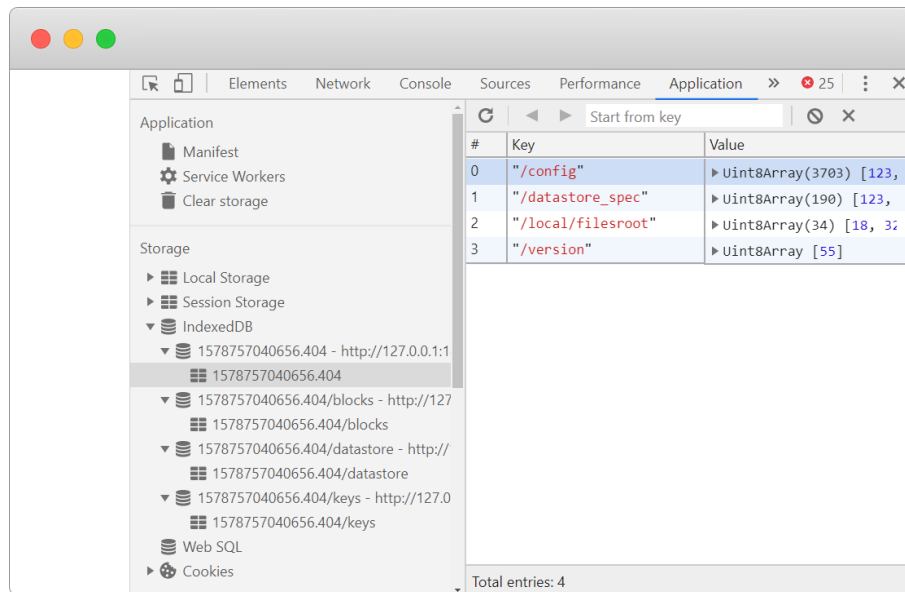 Elements Network Console Sources Performance Application » 25
Application
Manifest
Service Workers
Clear storage
Storage
Local Storage
Session Storage
IndexedDB
1578757040656.404 - http://127.0.0.1:1
1578757040656.404
1578757040656.404/blocks - http://127
1578757040656.404/blocks
1578757040656.404/datastore - http://
1578757040656.404/datastore
1578757040656.404/keys - http://127.0
1578757040656.404/keys
Web SQL
Cookies
Start from key
# Key Value
0 "/config" Uint8Array(3703) [123,
1 "/datastore_spec" Uint8Array(190) [123,
2 "/local/filesroot" Uint8Array(34) [18, 32
3 "/version" Uint8Array [55]
Total entries: 4